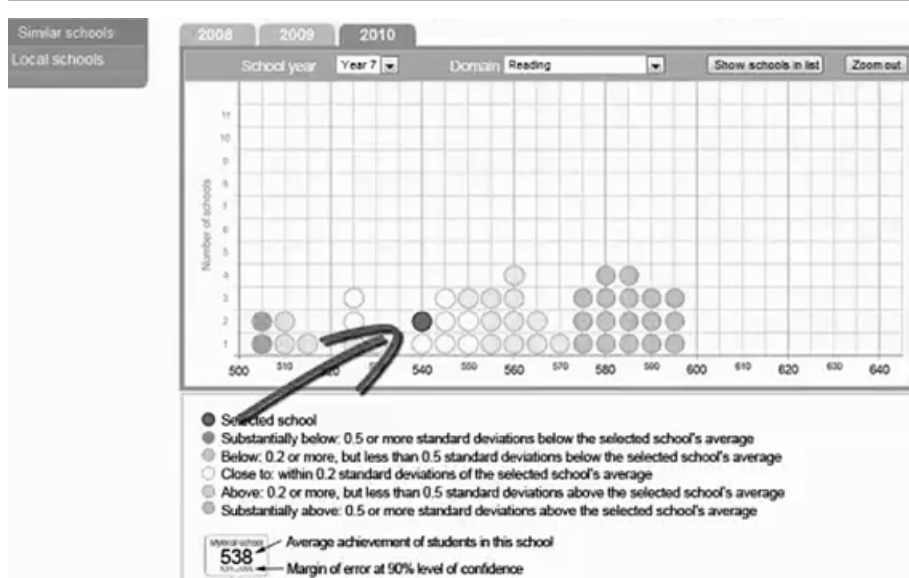 Similar schools
Local schools
2008 2009 2010
School year Year 7 Domain Reading Show schools in list Zoom out
Number of schools
11
10
9
8
7
6
5
4
3
2
1
500 510 540 550 560 570 580 590 600 610 620 630 640
Selected school
Substantially below: 0.5 or more standard deviations below the selected school's average
Below: 0.2 or more, but less than 0.5 standard deviations below the selected school's average
Close to: within 0.2 standard deviations of the selected school's average
Above: 0.2 or more, but less than 0.5 standard deviations above the selected school's average
Substantially above: 0.5 or more standard deviations above the selected school's average
538
Average achievement of students in this school
Margin of error at 90% level of confidence